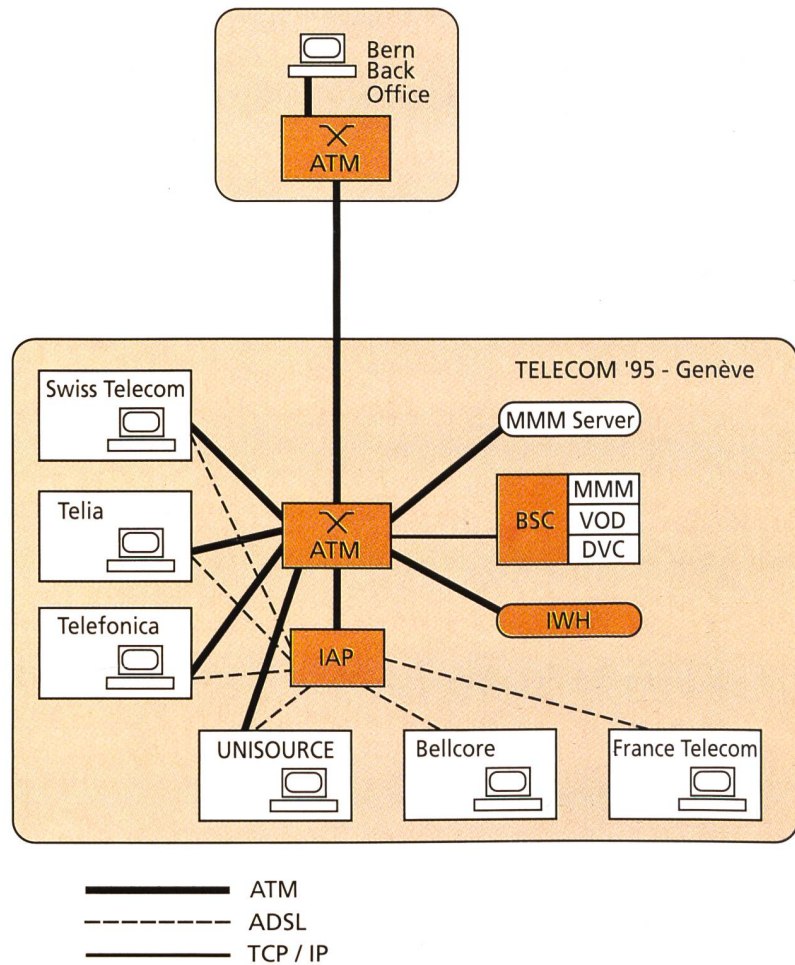 Bern
Back
Office
ATM
TELECOM '95 - Genève
Swiss Telecom
MMM Server
Telia
ATM
BSC
MMM
VOD
DVC
Telefonica
IWH
IAP
UNISOURCE
Bellcore
France Telecom
ATM
ADSL
TCP / IP